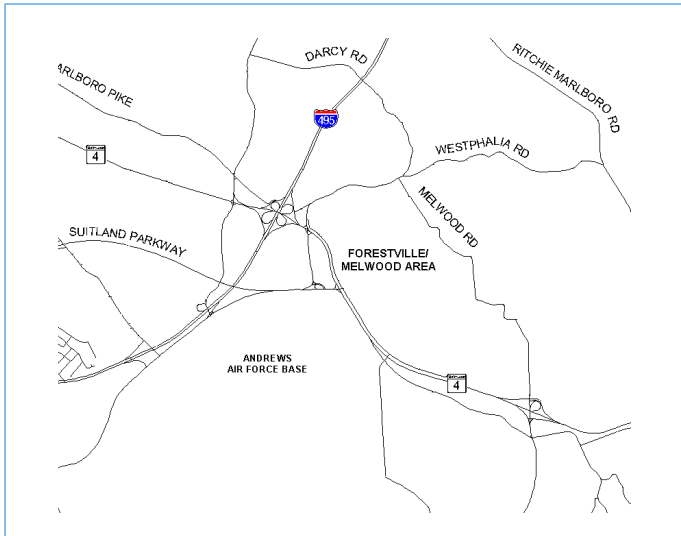 DARCY RD
RITCHIE MARLBORO RD
ARLBORO PIKE
495
4
WESTPHALIA RD
MELWOOD RD
SUITLAND PARKWAY
FORESTVILLE/
MELWOOD AREA
ANDREWS
AIR FORCE BASE
4